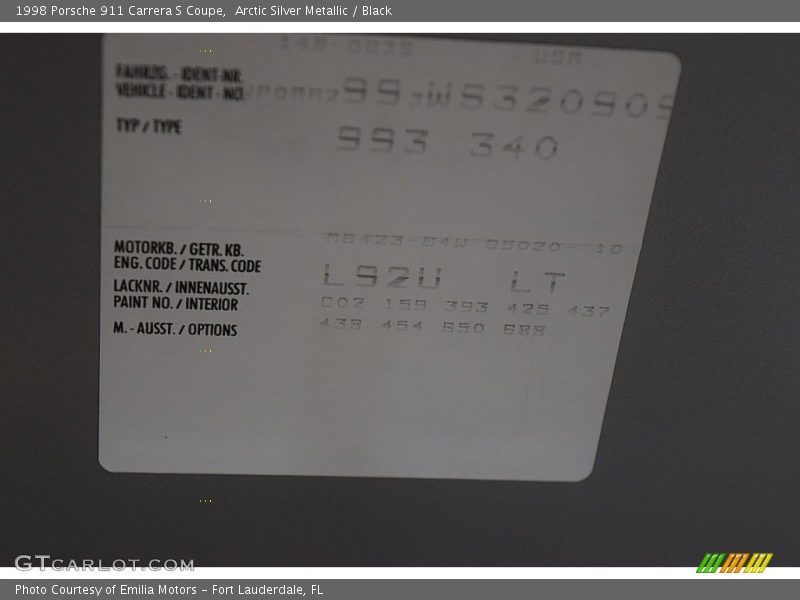 1998 Porsche 911 Carrera S Coupe,  Arctic Silver Metallic / Black
FAHRZG. - IDENT-NR.
VEHICLE - IDENT - NO.
99 WS32090
TYP / TYPE
993 340
MOTORKB. / GETR. KB.
ENG. CODE / TRANS. CODE
L92U LT
LACKNR. / INNENAUSST.
PAINT NO. / INTERIOR
C02 159 393 425 437
M. - AUSST. / OPTIONS
438 454 650 688
GTCARLOT.COM
Photo Courtesy of Emilia Motors – Fort Lauderdale, FL